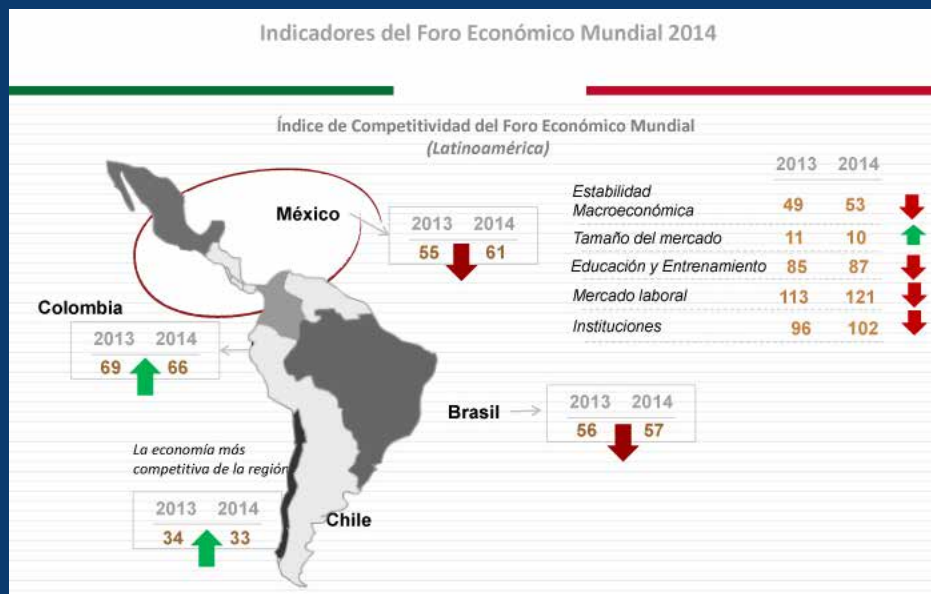 Indicadores del Foro Económico Mundial 2014
Índice de Competitividad del Foro Económico Mundial
(Latinoamérica)
2013 2014
Estabilidad
Macroeconómica 49 53
Tamaño del mercado 11 10
Educación y Entrenamiento 85 87
Mercado laboral 113 121
Instituciones 96 102
México
2013 2014
55 61
Colombia
2013 2014
69 66
Brasil
2013 2014
56 57
La economía más
competitiva de la región
2013 2014
34 33
Chile